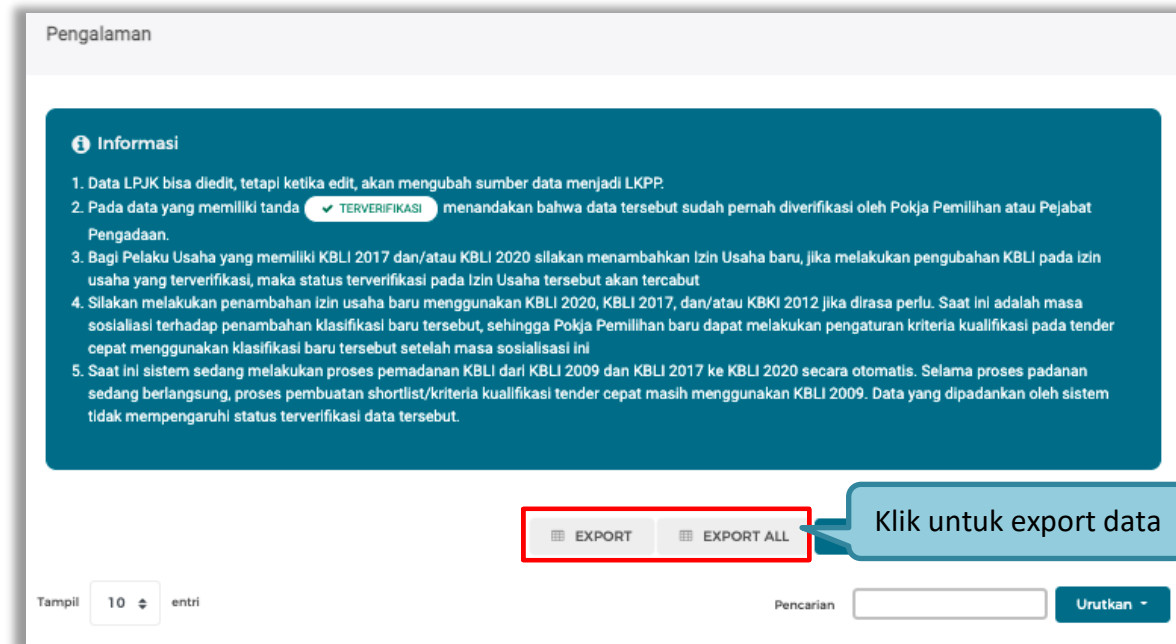 Pengalaman
Informasi
1. Data LPJK bisa diedit, tetapi ketika edit, akan mengubah sumber data menjadi LKPP.
2. Pada data yang memiliki tanda TERVERIFIKASI menandakan bahwa data tersebut sudah pernah diverifikasi oleh Pokja Pemilihan atau Pejabat
Pengadaan.
3. Bagi Pelaku Usaha yang memiliki KBLI 2017 dan/atau KBLI 2020 silakan menambahkan Izin Usaha baru, jika melakukan pengubahan KBLI pada izin
usaha yang terverifikasi, maka status terverifikasi pada Izin Usaha tersebut akan tercabut
4. Silakan melakukan penambahan izin usaha baru menggunakan KBLI 2020, KBLI 2017, dan/atau KBKI 2012 jika dirasa perlu. Saat ini adalah masa
sosialiasi terhadap penambahan klasifikasi baru tersebut, sehingga Pokja Pemilihan baru dapat melakukan pengaturan kriteria kualifikasi pada tender
cepat menggunakan klasifikasi baru tersebut setelah masa sosialisasi ini
5. Saat ini sistem sedang melakukan proses pemadanan KBLI dari KBLI 2009 dan KBLI 2017 ke KBLI 2020 secara otomatis. Selama proses padanan
sedang berlangsung, proses pembuatan shortlist/kriteria kualifikasi tender cepat masih menggunakan KBLI 2009. Data yang dipadankan oleh sistem
tidak mempengaruhi status terverifikasi data tersebut.
EXPORT EXPORT ALL Klik untuk export data
Tampil 10 entri Pencarian Urutkan